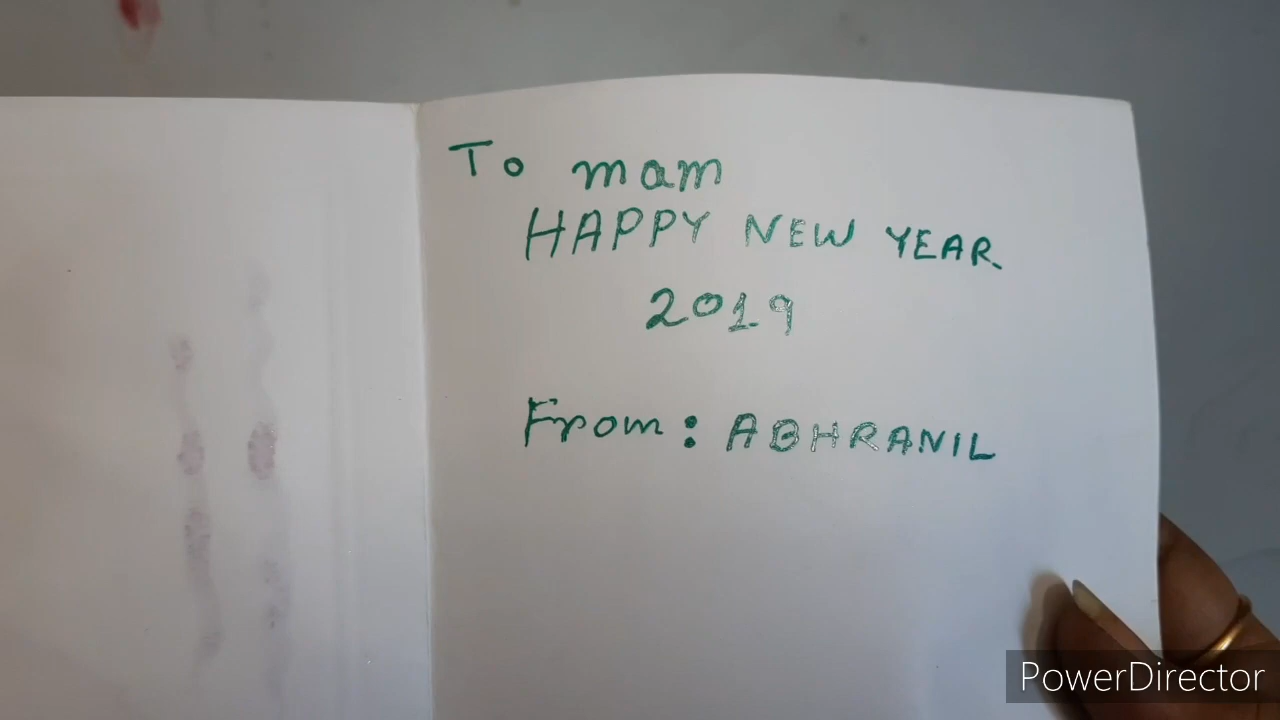 To mam
HAPPY NEW YEAR
2019
From: ABHRANIL
PowerDirector